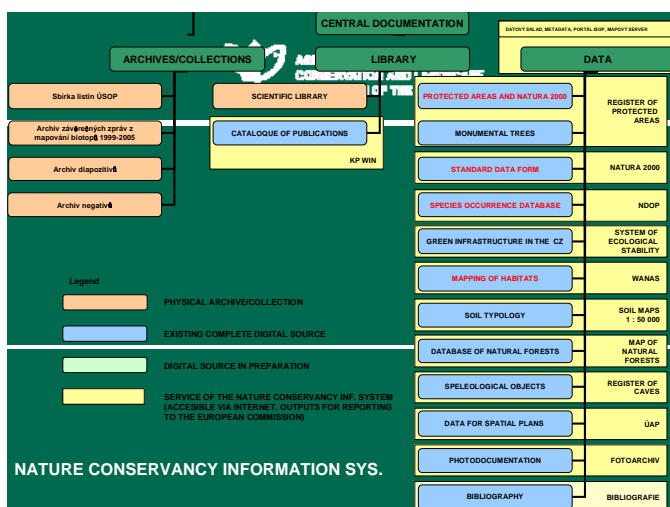 CENTRAL DOCUMENTATION
DATOVÝ SKLAD, METADATA, PORTÁL ISOP, MAPOVÝ SERVER
ARCHIVES/COLLECTIONS
LIBRARY
DATA
CONSERVATION AND LANDSCAPE
OF THE
Sbírka listin ÚSOP
Archiv závěrečných zpráv z
mapování biotopů 1999-2005
Archiv diapozitivů
Archiv negativů
SCIENTIFIC LIBRARY
CATALOGUE OF PUBLICATIONS
KP WIN
PROTECTED AREAS AND NATURA 2000
MONUMENTAL TREES
REGISTER OF
PROTECTED
AREAS
STANDARD DATA FORM
NATURA 2000
SPECIES OCCURRENCE DATABASE
NDOP
GREEN INFRASTRUCTURE IN THE CZ
SYSTEM OF
ECOLOGICAL
STABILITY
MAPPING OF HABITATS
WANAS
SOIL TYPOLOGY
SOIL MAPS
1 : 50 000
DATABASE OF NATURAL FORESTS
MAP OF
NATURAL
FORESTS
SPELEOLOGICAL OBJECTS
REGISTER OF
CAVES
DATA FOR SPATIAL PLANS
ÚAP
PHOTODOCUMENTATION
FOTOARCHIV
BIBLIOGRAPHY
BIBLIOGRAFIE
Legend
PHYSICAL ARCHIVE/COLLECTION
EXISTING COMPLETE DIGITAL SOURCE
DIGITAL SOURCE IN PREPARATION
SERVICE OF THE NATURE CONSERVANCY INF. SYSTEM
(ACCESIBLE VIA INTERNET, OUTPUTS FOR REPORTING
TO THE EUROPEAN COMMISSION)
NATURE CONSERVANCY INFORMATION SYS.